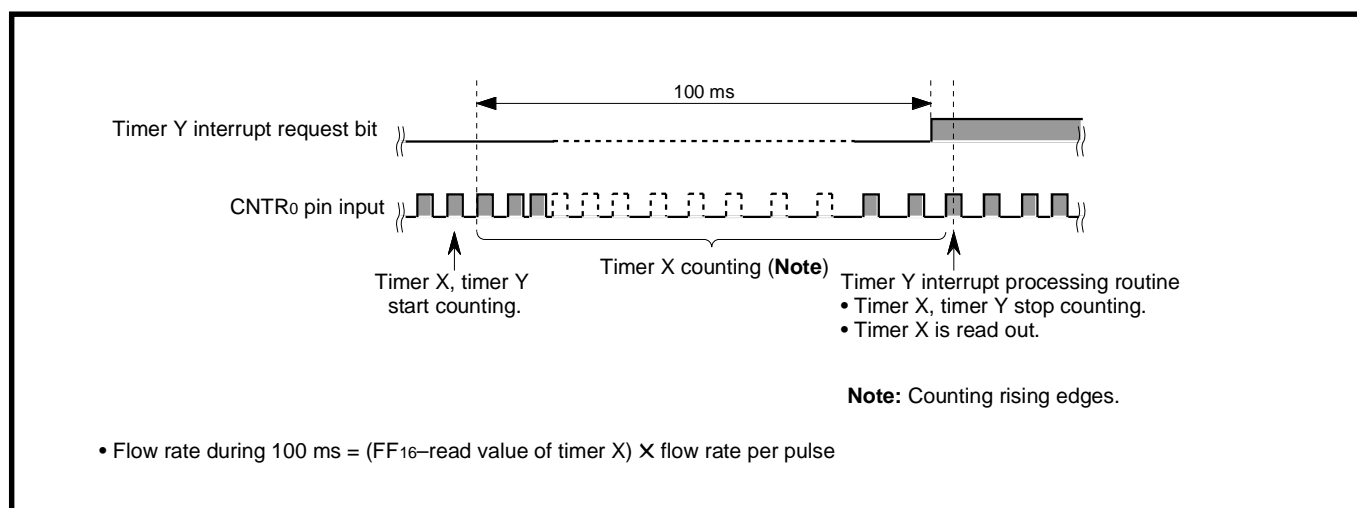 100 ms
Timer Y interrupt request bit
CNTR0 pin input
Timer X counting (Note)
Timer X, timer Y
start counting.
Timer Y interrupt processing routine
• Timer X, timer Y stop counting.
• Timer X is read out.
Note: Counting rising edges.
• Flow rate during 100 ms = (FF16–read value of timer X) ✕ flow rate per pulse